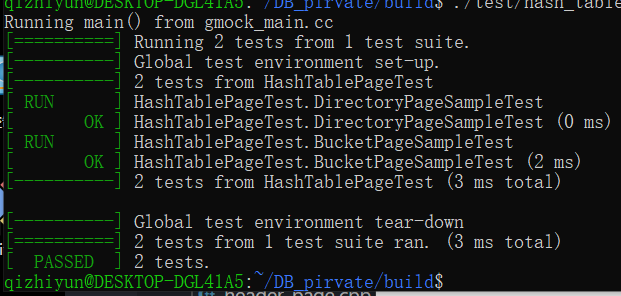 qizhiyun@DESKTOP-DGL41A5:~/DB_pirvate/build$ ./test/hash_table
Running main() from gmock_main.cc
[==========] Running 2 tests from 1 test suite.
[----------] Global test environment set-up.
[----------] 2 tests from HashTablePageTest
[ RUN      ] HashTablePageTest.DirectoryPageSampleTest
[       OK ] HashTablePageTest.DirectoryPageSampleTest (0 ms)
[ RUN      ] HashTablePageTest.BucketPageSampleTest
[       OK ] HashTablePageTest.BucketPageSampleTest (2 ms)
[----------] 2 tests from HashTablePageTest (3 ms total)
[----------] Global test environment tear-down
[==========] 2 tests from 1 test suite ran. (3 ms total)
[  PASSED  ] 2 tests.
qizhiyun@DESKTOP-DGL41A5:~/DB_pirvate/build$
header_page.cpp